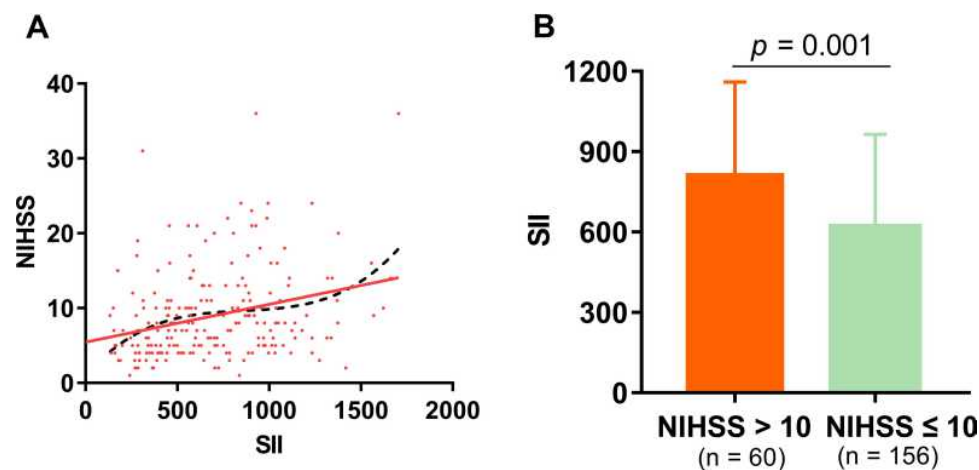 A
40
30
20
10
0
NIHSS
0 500 1000 1500 2000
SII
B
p = 0.001
1200
900
600
300
0
SII
NIHSS > 10 NIHSS ≤ 10
(n = 60) (n = 156)